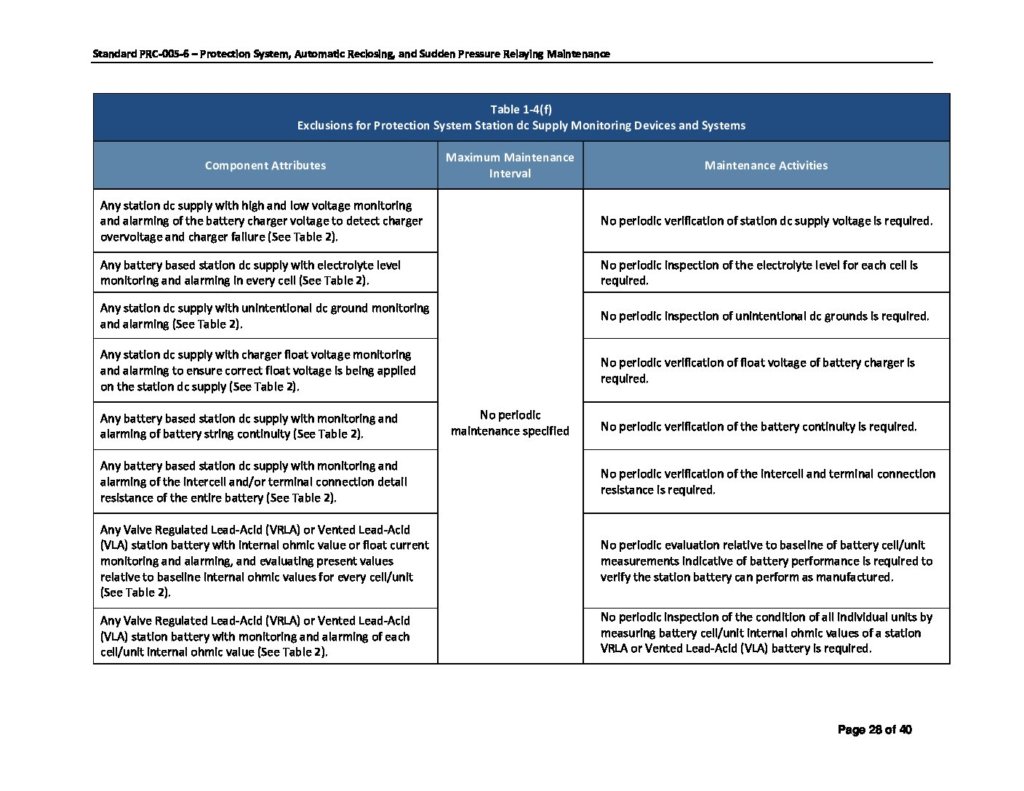 Standard PRC-005-6 – Protection System, Automatic Reclosing, and Sudden Pressure Relaying Maintenance
Table 1-4(f)
Exclusions for Protection System Station dc Supply Monitoring Devices and Systems
Component Attributes
Maximum Maintenance
Interval
Maintenance Activities
Any station dc supply with high and low voltage monitoring
and alarming of the battery charger voltage to detect charger
overvoltage and charger failure (See Table 2).
No periodic verification of station dc supply voltage is required.
Any battery based station dc supply with electrolyte level
monitoring and alarming in every cell (See Table 2).
No periodic inspection of the electrolyte level for each cell is
required.
Any station dc supply with unintentional dc ground monitoring
and alarming (See Table 2).
No periodic inspection of unintentional dc grounds is required.
Any station dc supply with charger float voltage monitoring
and alarming to ensure correct float voltage is being applied
on the station dc supply (See Table 2).
No periodic verification of float voltage of battery charger is
required.
No periodic
maintenance specified
Any battery based station dc supply with monitoring and
alarming of battery string continuity (See Table 2).
No periodic verification of the battery continuity is required.
Any battery based station dc supply with monitoring and
alarming of the intercell and/or terminal connection detail
resistance of the entire battery (See Table 2).
No periodic verification of the intercell and terminal connection
resistance is required.
Any Valve Regulated Lead-Acid (VRLA) or Vented Lead-Acid
(VLA) station battery with internal ohmic value or float current
monitoring and alarming, and evaluating present values
relative to baseline internal ohmic values for every cell/unit
(See Table 2).
No periodic evaluation relative to baseline of battery cell/unit
measurements indicative of battery performance is required to
verify the station battery can perform as manufactured.
Any Valve Regulated Lead-Acid (VRLA) or Vented Lead-Acid
(VLA) station battery with monitoring and alarming of each
cell/unit internal ohmic value (See Table 2).
No periodic inspection of the condition of all individual units by
measuring battery cell/unit internal ohmic values of a station
VRLA or Vented Lead-Acid (VLA) battery is required.
Page 28 of 40